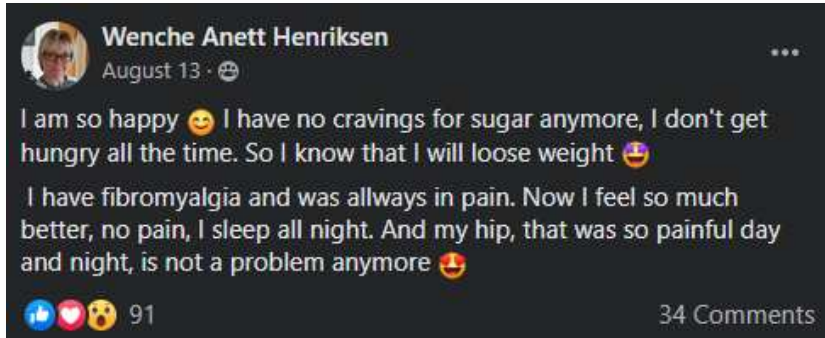 Wenche Anett Henriksen
August 13 ·
I am so happy 😊 I have no cravings for sugar anymore, I don't get
hungry all the time. So I know that I will loose weight 🤩
I have fibromyalgia and was allways in pain. Now I feel so much
better, no pain, I sleep all night. And my hip, that was so painful day
and night, is not a problem anymore 🤩
91
34 Comments